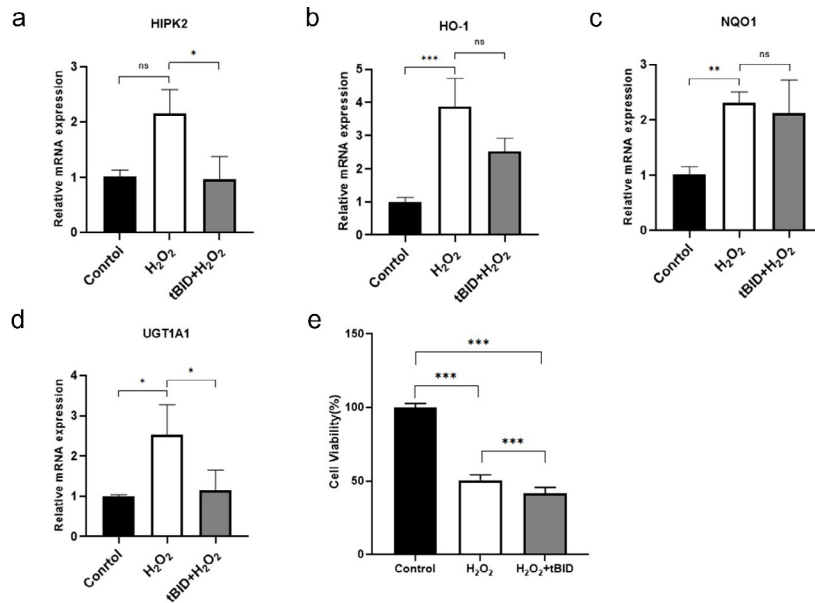 a
HIPK2
Relative mRNA expression
3
2
1
0
ns
*
Conrtol
H₂O₂
tBID+H₂O₂
b
HO-1
Relative mRNA expression
5
4
3
2
1
0
***
ns
Conrtol
H₂O₂
tBID+H₂O₂
c
NQO1
Relative mRNA expression
3
2
1
0
**
ns
Conrtol
H₂O₂
tBID+H₂O₂
d
UGT1A1
Relative mRNA expression
4
3
2
1
0
*
*
Conrtol
H₂O₂
tBID+H₂O₂
e
Cell Viability(%)
150
100
50
0
***
***
***
Control
H₂O₂
H₂O₂+tBID